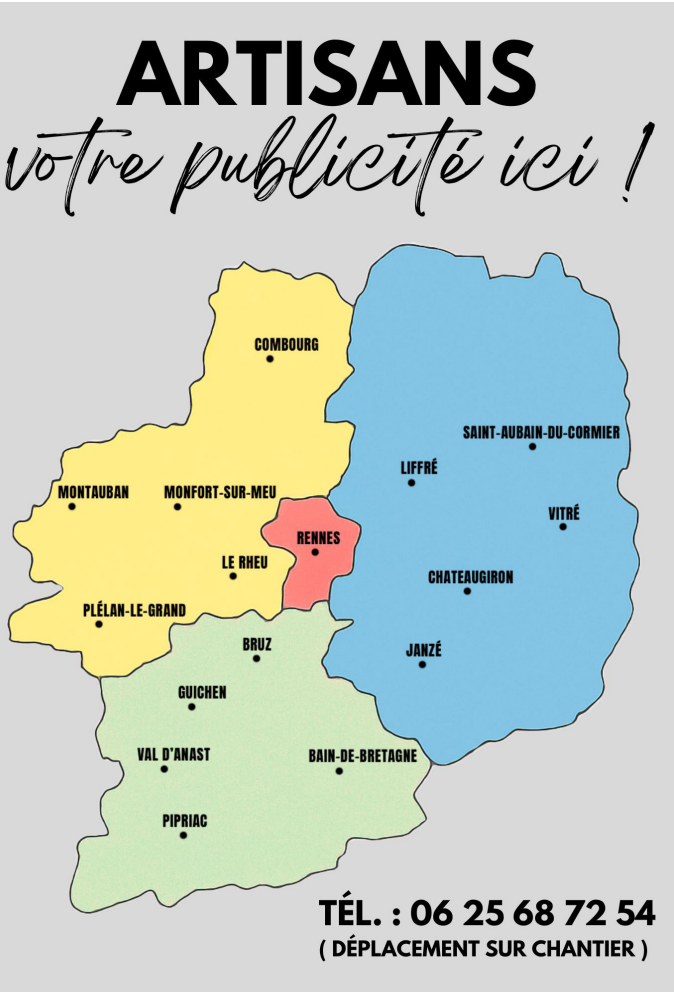 ARTISANS
votre publicité ici !
COMBOURG
SAINT-AUBAIN-DU-CORMIER
LIFFRÉ
MONTAUBAN
MONFORT-SUR-MEU
VITRÉ
RENNES
LE RHEU
CHATEAUGIRON
PLÉLAN-LE-GRAND
BRUZ
JANZÉ
GUICHEN
VAL D'ANAST
BAIN-DE-BRETAGNE
PIPRIAC
TÉL. : 06 25 68 72 54
( DÉPLACEMENT SUR CHANTIER )